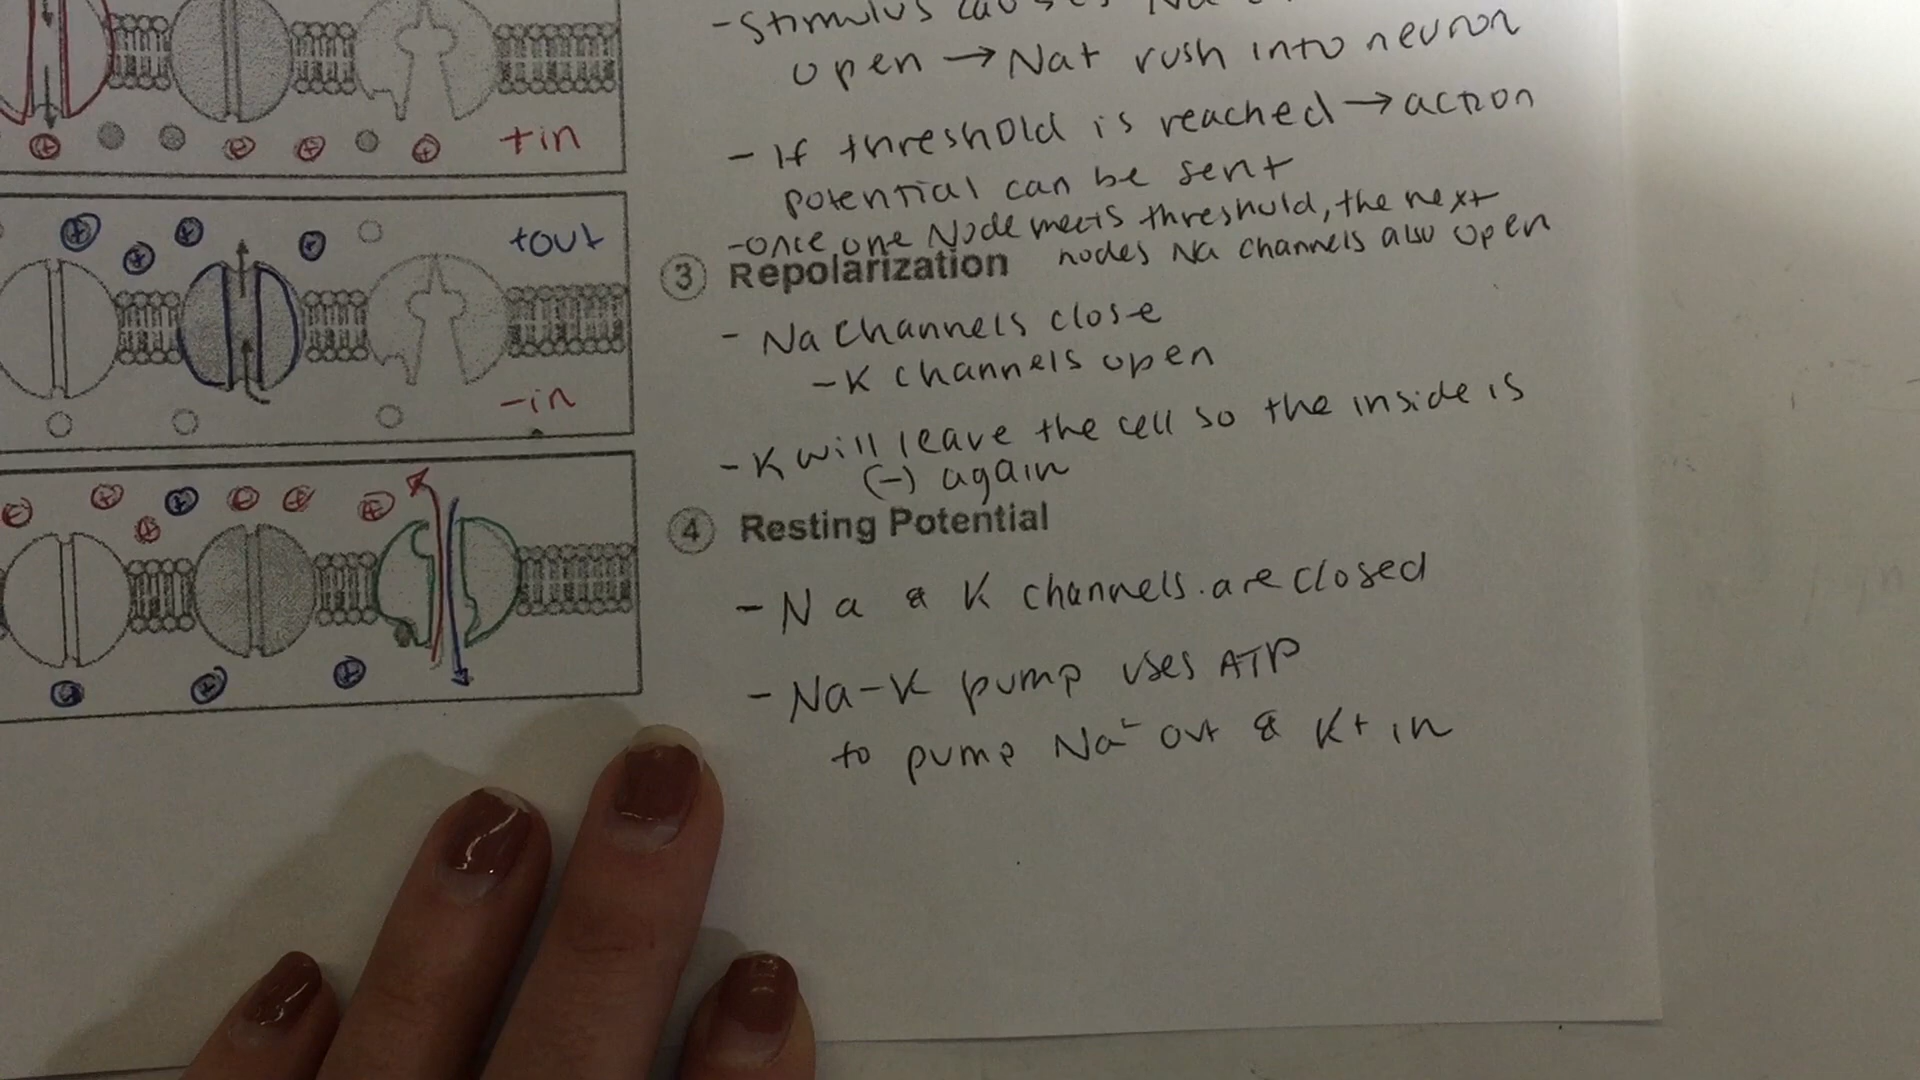 - Stimulus causes Na
open → Na+ rush into neuron
- If threshold is reached → action
potential can be sent
- once one Node meets threshold, the next
nodes Na channels also open
③ Repolarization
- Na channels close
- K channels open
- K will leave the cell so the inside is
(-) again
④ Resting Potential
- Na & K channels are closed
- Na-K pump uses ATP
to pump Na⁺ out & K+ in
+in
+out
-in